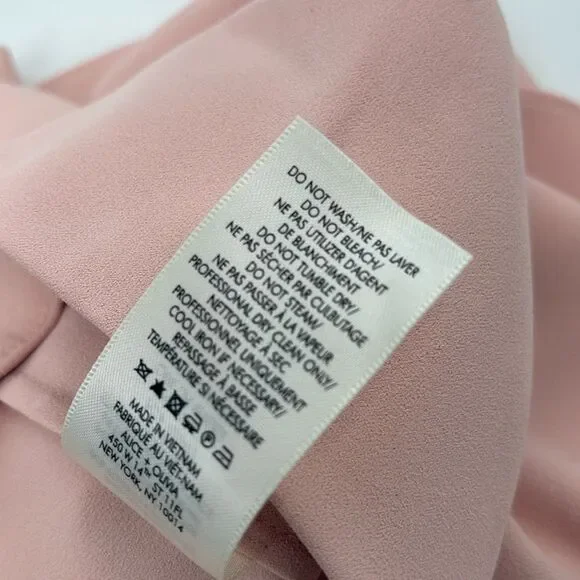 DO NOT WASH/NE PAS LAVER
DO NOT BLEACH/
NE PAS UTILIZER D'AGENT
DE BLANCHIMENT
DO NOT TUMBLE DRY/
NE PAS SÉCHER PAR CULBUTAGE
DO NOT STEAM/
NE PAS PASSER À LA VAPEUR
PROFESSIONAL DRY CLEAN ONLY/
NETTOYAGE À SEC
PROFESSIONNEL UNIQUEMENT
COOL IRON IF NECESSARY/
REPASSAGE À BASSE
TEMPÉRATURE SI NÉCESSAIRE
MADE IN VIETNAM
FABRIQUÉ AU VIÊT-NAM
ALICE + OLIVIA
450 W 14TH ST 11FL
NEW YORK, NY 10014